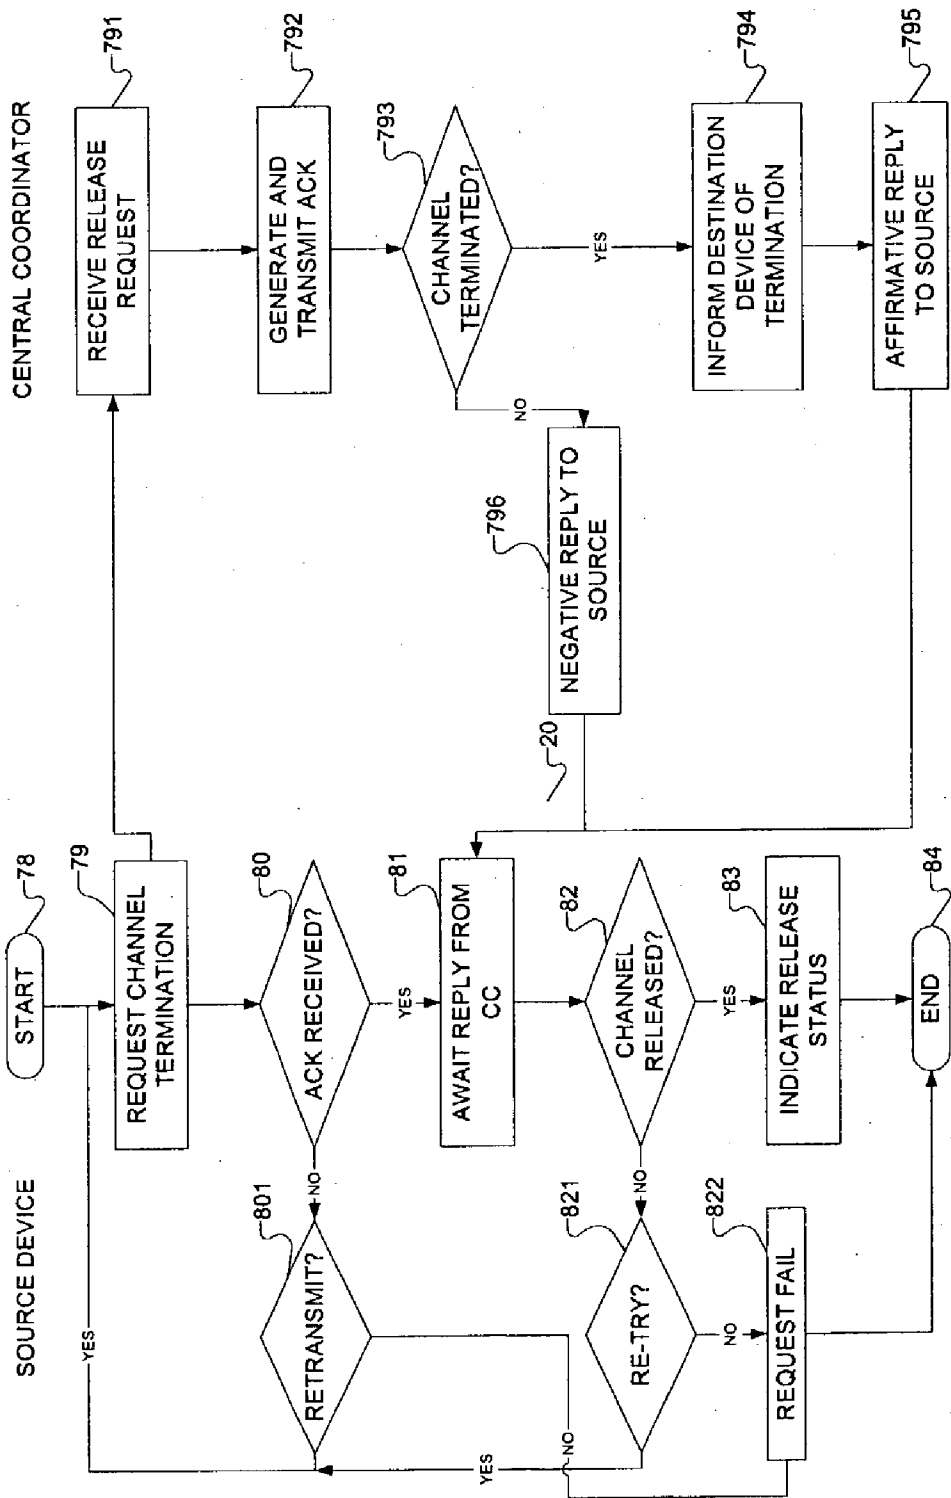 SOURCE DEVICE
CENTRAL COORDINATOR
START
78
YES
REQUEST CHANNEL
TERMINATION
79
ACK RECEIVED?
80
NO
RETRANSMIT?
801
YES
AWAIT REPLY FROM
CC
81
CHANNEL
RELEASED?
82
NO
RE-TRY?
821
YES
NO
NO
REQUEST FAIL
822
YES
INDICATE RELEASE
STATUS
83
END
84
20
RECEIVE RELEASE
REQUEST
791
GENERATE AND
TRANSMIT ACK
792
CHANNEL
TERMINATED?
793
NO
NEGATIVE REPLY TO
SOURCE
796
YES
INFORM DESTINATION
DEVICE OF
TERMINATION
794
AFFIRMATIVE REPLY
TO SOURCE
795